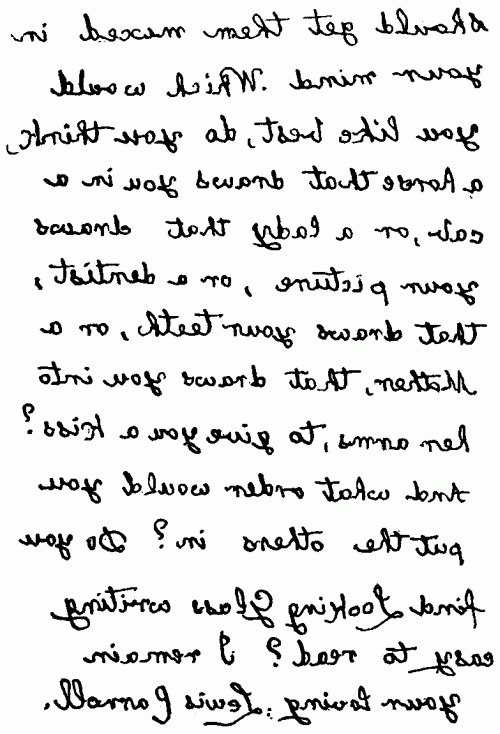 should get them mixed in
your mind. Which would
you like best, do you think,
a horse that draws you in a
cab, or a lady that draws
your picture, or a dentist,
that draws your teeth, or a
Mother, that draws you into
her arms, to give you a kiss?
And what order would you
put the others in? Do you
find Looking Glass writing
easy to read? I remain
your loving, Lewis Carroll.